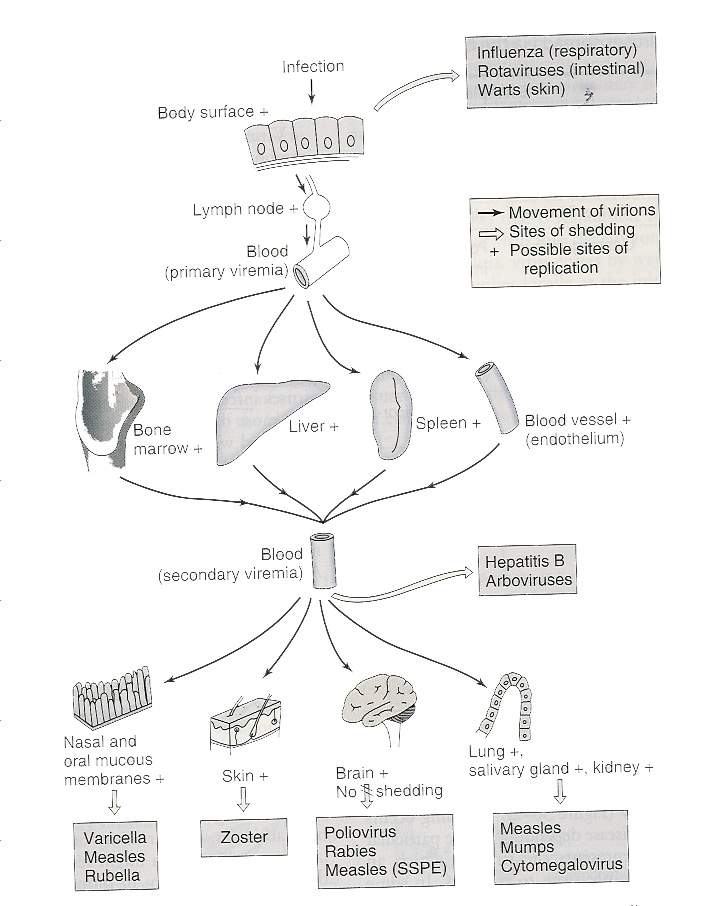 Infection
Influenza (respiratory)
Rotaviruses (intestinal)
Warts (skin)
Body surface +
Lymph node +
Movement of virions
Sites of shedding
+ Possible sites of
replication
Blood
(primary viremia)
Bone
marrow +
Liver +
Spleen +
Blood vessel +
(endothelium)
Blood
(secondary viremia)
Hepatitis B
Arboviruses
Nasal and
oral mucous
membranes +
Skin +
Brain +
No shedding
Lung +,
salivary gland +, kidney +
Varicella
Measles
Rubella
Zoster
Poliovirus
Rabies
Measles (SSPE)
Measles
Mumps
Cytomegalovirus